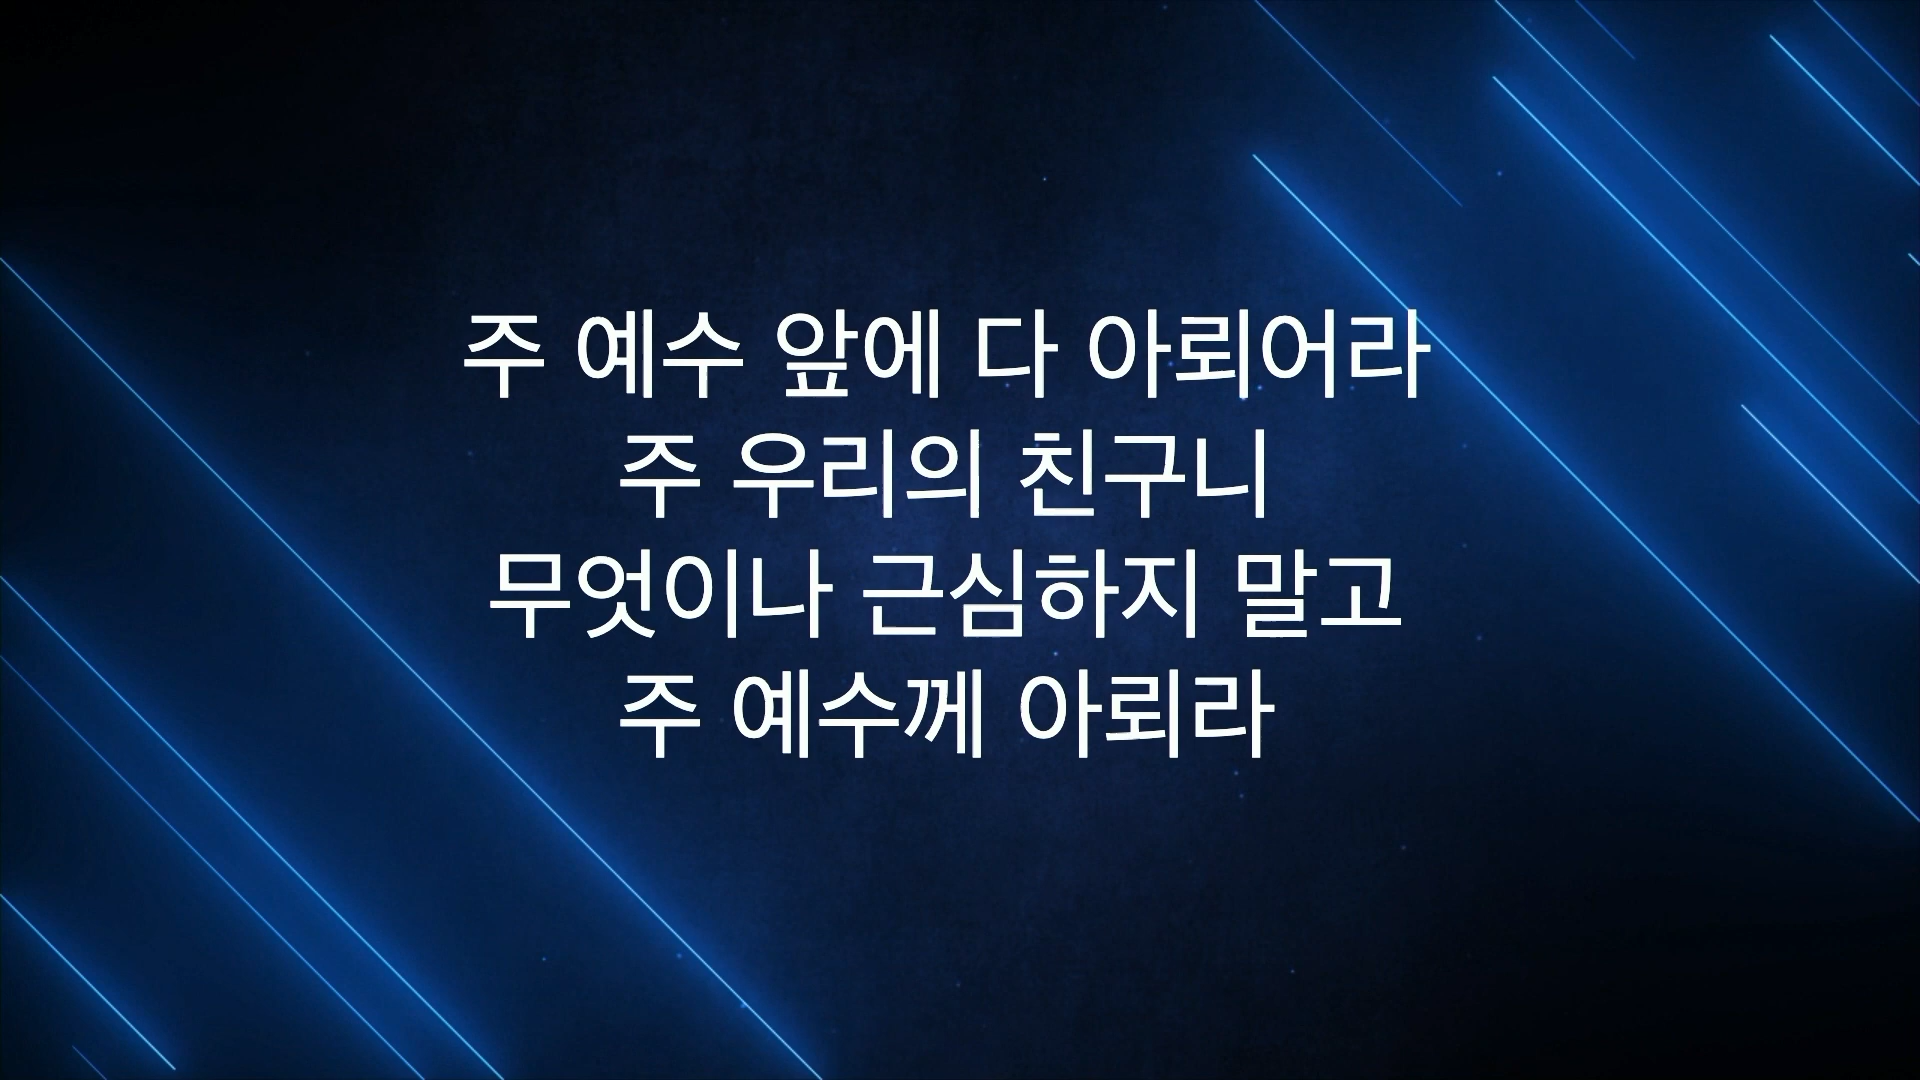 주 예수 앞에 다 아뢰어라
주 우리의 친구니
무엇이나 근심하지 말고
주 예수께 아뢰라